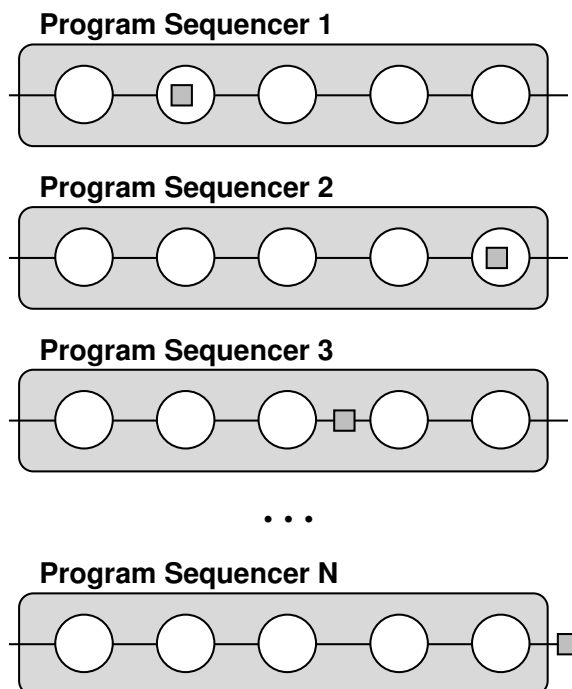 Program Sequencer 1
Program Sequencer 2
Program Sequencer 3
. . .
Program Sequencer N